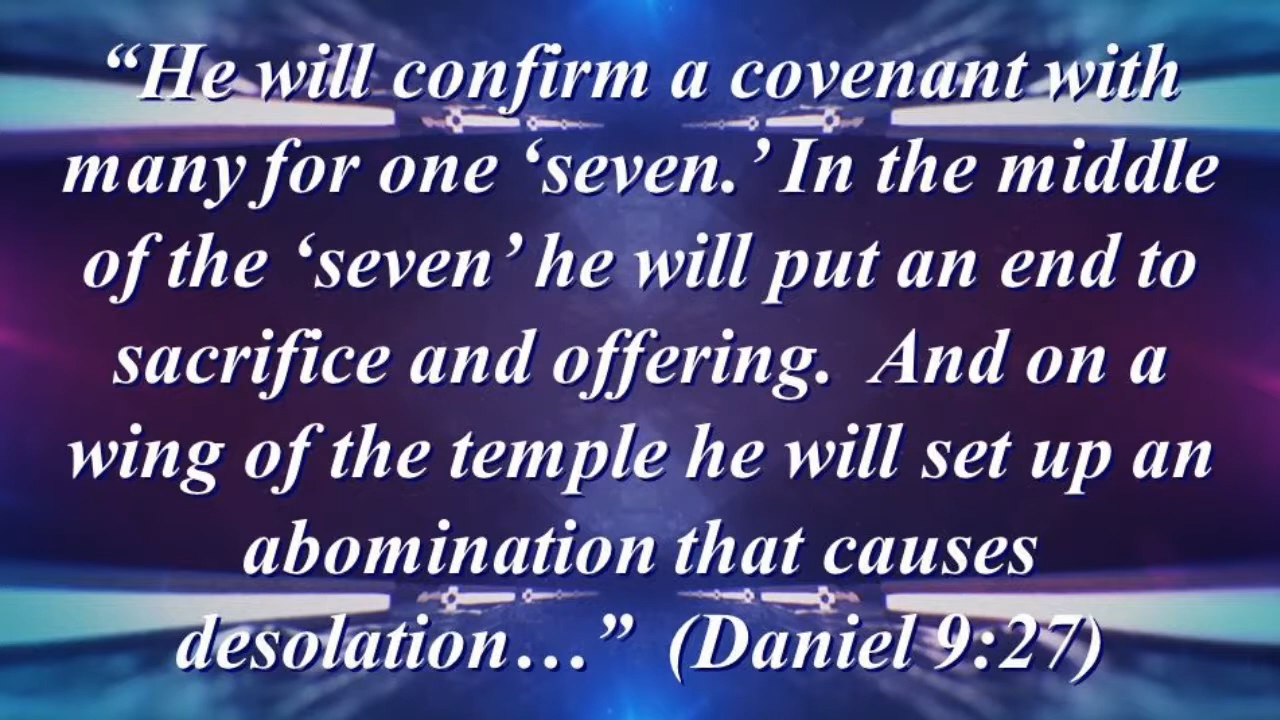 “He will confirm a covenant with
many for one ‘seven.’ In the middle
of the ‘seven’ he will put an end to
sacrifice and offering.  And on a
wing of the temple he will set up an
abomination that causes
desolation…”  (Daniel 9:27)